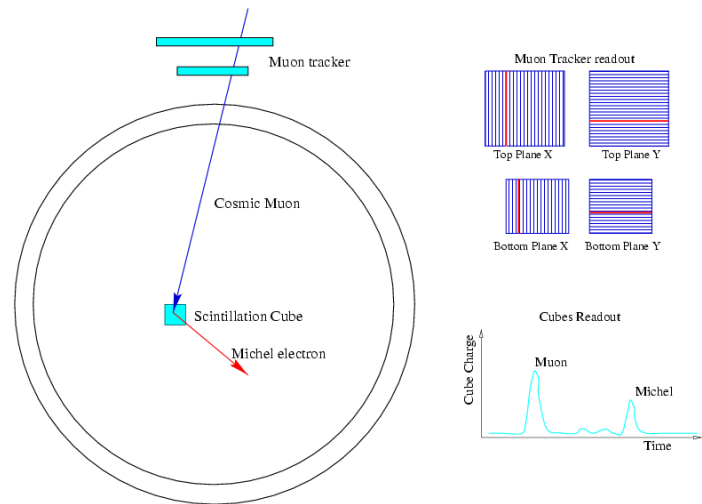 Muon tracker
Cosmic Muon
Scintillation Cube
Michel electron
Muon Tracker readout
Top Plane X
Top Plane Y
Bottom Plane X
Bottom Plane Y
Cubes Readout
Cube Charge
Muon
Michel
Time